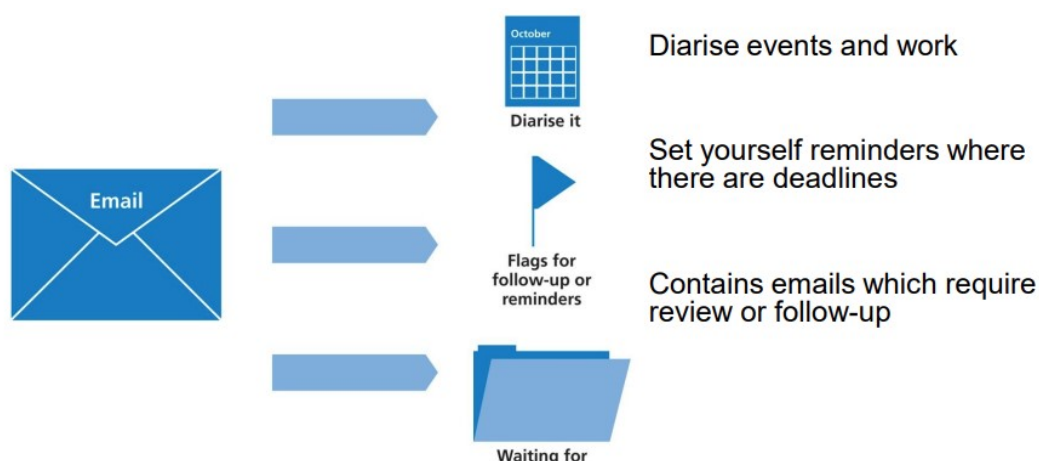 October
Diarise events and work
Diarise it
Email
Set yourself reminders where
there are deadlines
Flags for
follow-up or
reminders
Contains emails which require
review or follow-up
Waiting for